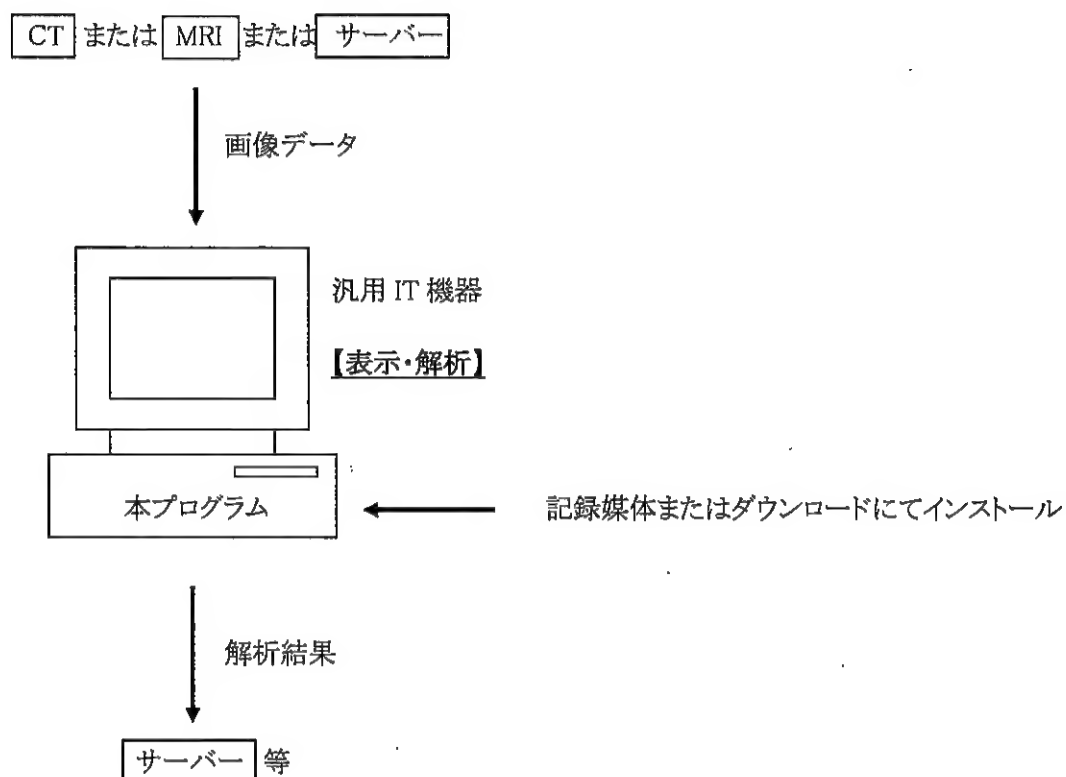 CT または MRI または サーバー
画像データ
汎用 IT 機器
【表示・解析】
本プログラム
記録媒体またはダウンロードにてインストール
解析結果
サーバー 等